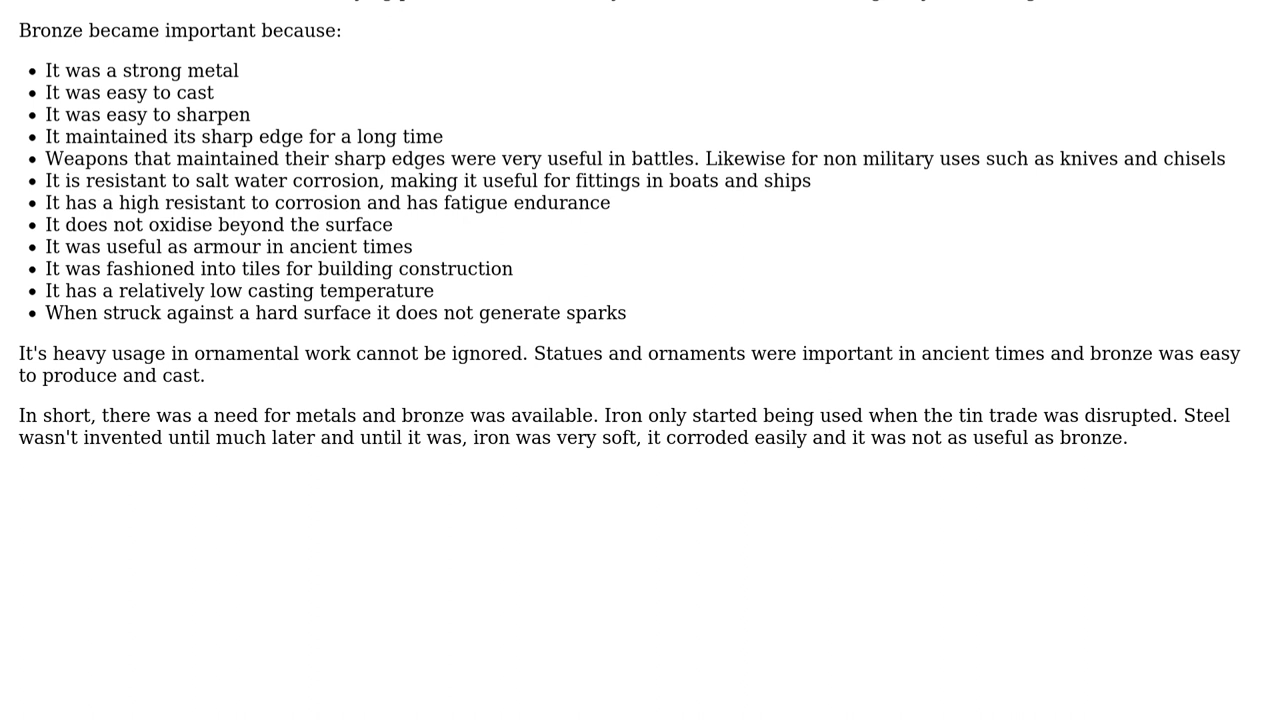 Bronze became important because:
• It was a strong metal
• It was easy to cast
• It was easy to sharpen
• It maintained its sharp edge for a long time
• Weapons that maintained their sharp edges were very useful in battles. Likewise for non military uses such as knives and chisels
• It is resistant to salt water corrosion, making it useful for fittings in boats and ships
• It has a high resistant to corrosion and has fatigue endurance
• It does not oxidise beyond the surface
• It was useful as armour in ancient times
• It was fashioned into tiles for building construction
• It has a relatively low casting temperature
• When struck against a hard surface it does not generate sparks
It's heavy usage in ornamental work cannot be ignored. Statues and ornaments were important in ancient times and bronze was easy
to produce and cast.
In short, there was a need for metals and bronze was available. Iron only started being used when the tin trade was disrupted. Steel
wasn't invented until much later and until it was, iron was very soft, it corroded easily and it was not as useful as bronze.